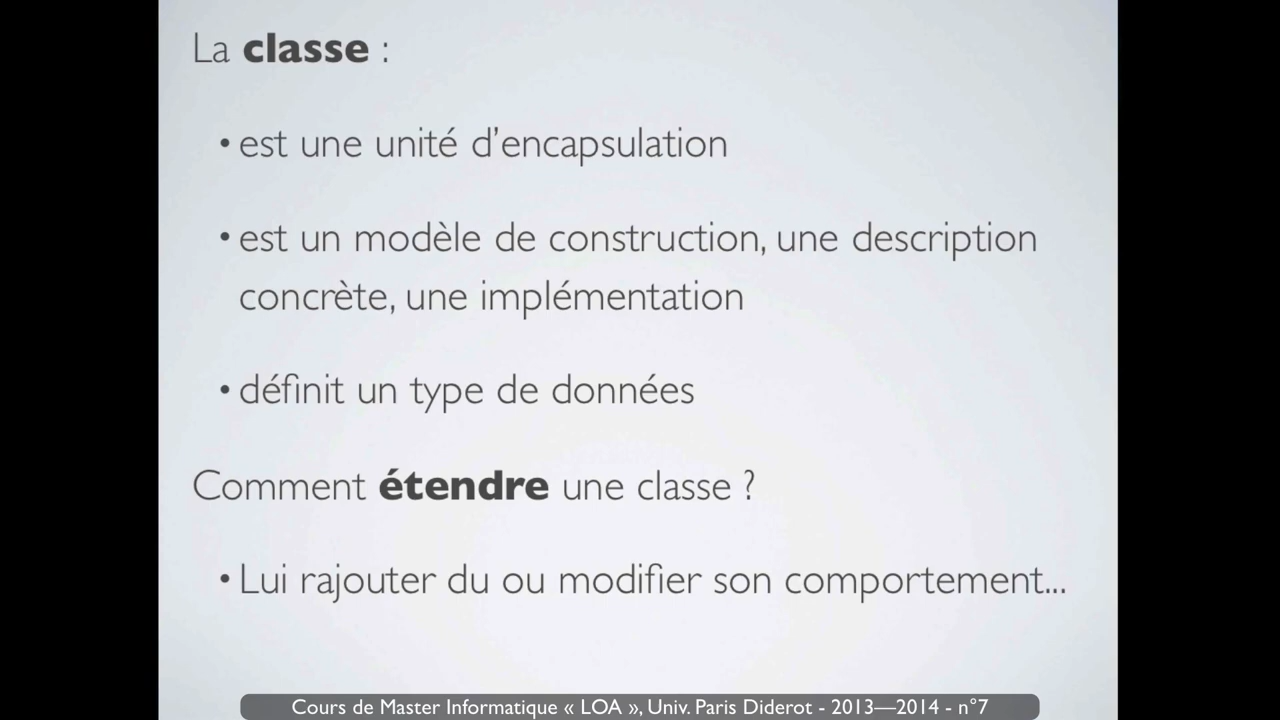 La classe :
• est une unité d’encapsulation
• est un modèle de construction, une description
concrète, une implémentation
• définit un type de données
Comment étendre une classe ?
• Lui rajouter du ou modifier son comportement...
Cours de Master Informatique « LOA », Univ. Paris Diderot - 2013—2014 - n°7